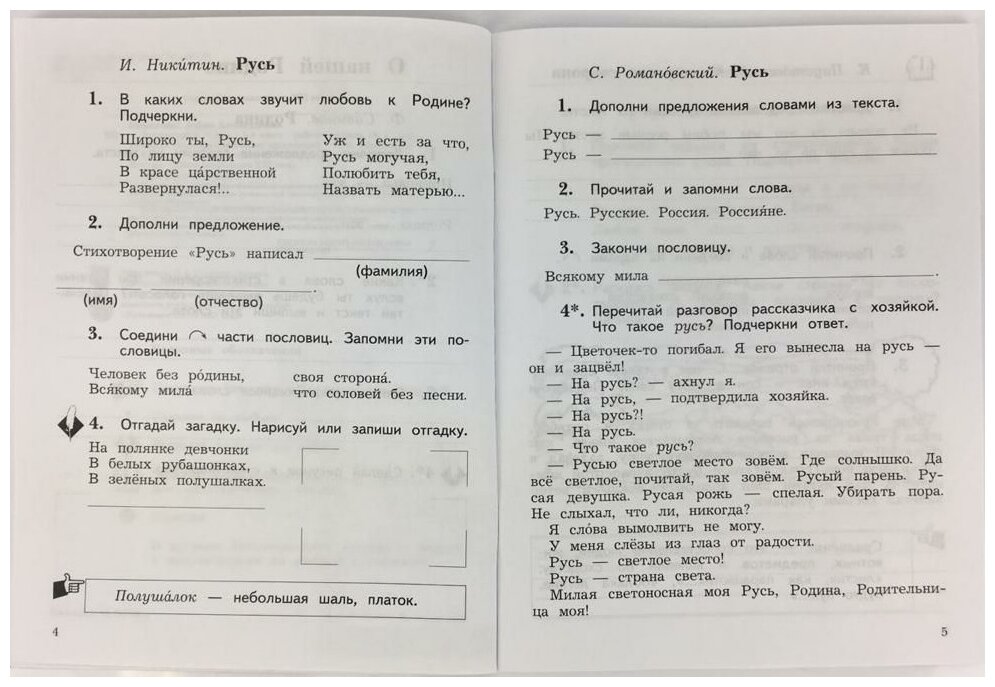 И. Ники́тин. Русь
1. В каких словах звучит любовь к Родине?
Подчеркни.
Широко ты, Русь,
По лицу земли
В красе ца́рственной
Развернулася!..
Уж и есть за что,
Русь могучая,
Полюбить тебя,
Назвать матерью...
2. Дополни предложение.
Стихотворение «Русь» написал
(фамилия)
(имя) (отчество)
3. Соедини части пословиц. Запомни эти по-
словицы.
Человек без ро́дины, своя сторона́.
Вся́кому мила́ что соловей без песни.
4. Отгадай загадку. Нарисуй или запиши отгадку.
На полянке девчонки
В белых рубашонках,
В зелёных полушалках.
Полуша́лок — небольшая шаль, платок.
4
С. Романо́вский. Русь
1. Дополни предложения словами из текста.
Русь —
Русь —
2. Прочитай и запомни слова.
Русь. Русские. Россия. Россия́не.
3. Закончи пословицу.
Всякому мила .
4*. Перечитай разговор рассказчика с хозяйкой.
Что такое русь? Подчеркни ответ.
— Цветочек-то погибал. Я его вынесла на русь —
он и зацвёл!
— На русь? — ахнул я.
— На русь, — подтвердила хозяйка.
— На русь?!
— На русь.
— Что такое русь?
— Русью светлое место зовём. Где солнышко. Да
всё светлое, почитай, так зовём. Русый парень. Ру-
сая девушка. Русая рожь — спелая. Убирать пора.
Не слыхал, что ли, никогда?
Я сло́ва вымолвить не могу.
У меня слёзы из глаз от радости.
Русь — светлое место!
Русь — страна света.
Милая светоносная моя Русь, Родина, Родительни-
ца моя!
5